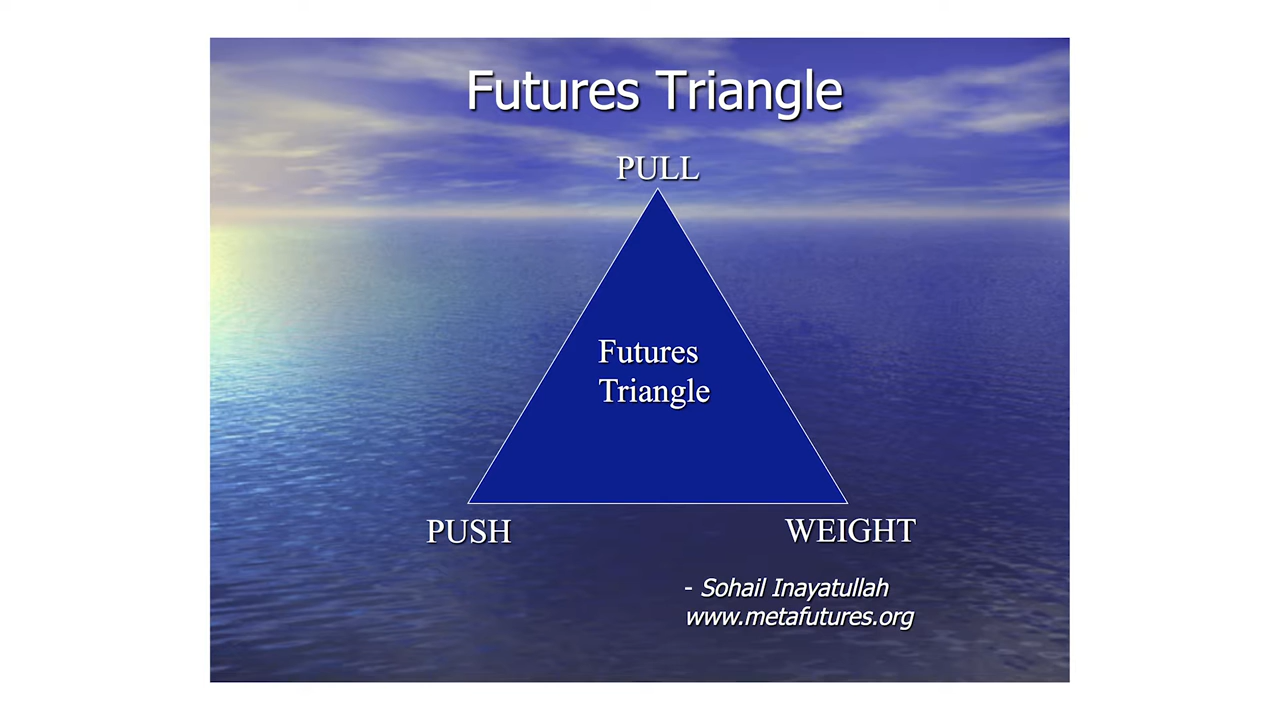 Futures Triangle
PULL
Futures
Triangle
PUSH
WEIGHT
- Sohail Inayatullah
www.metafutures.org